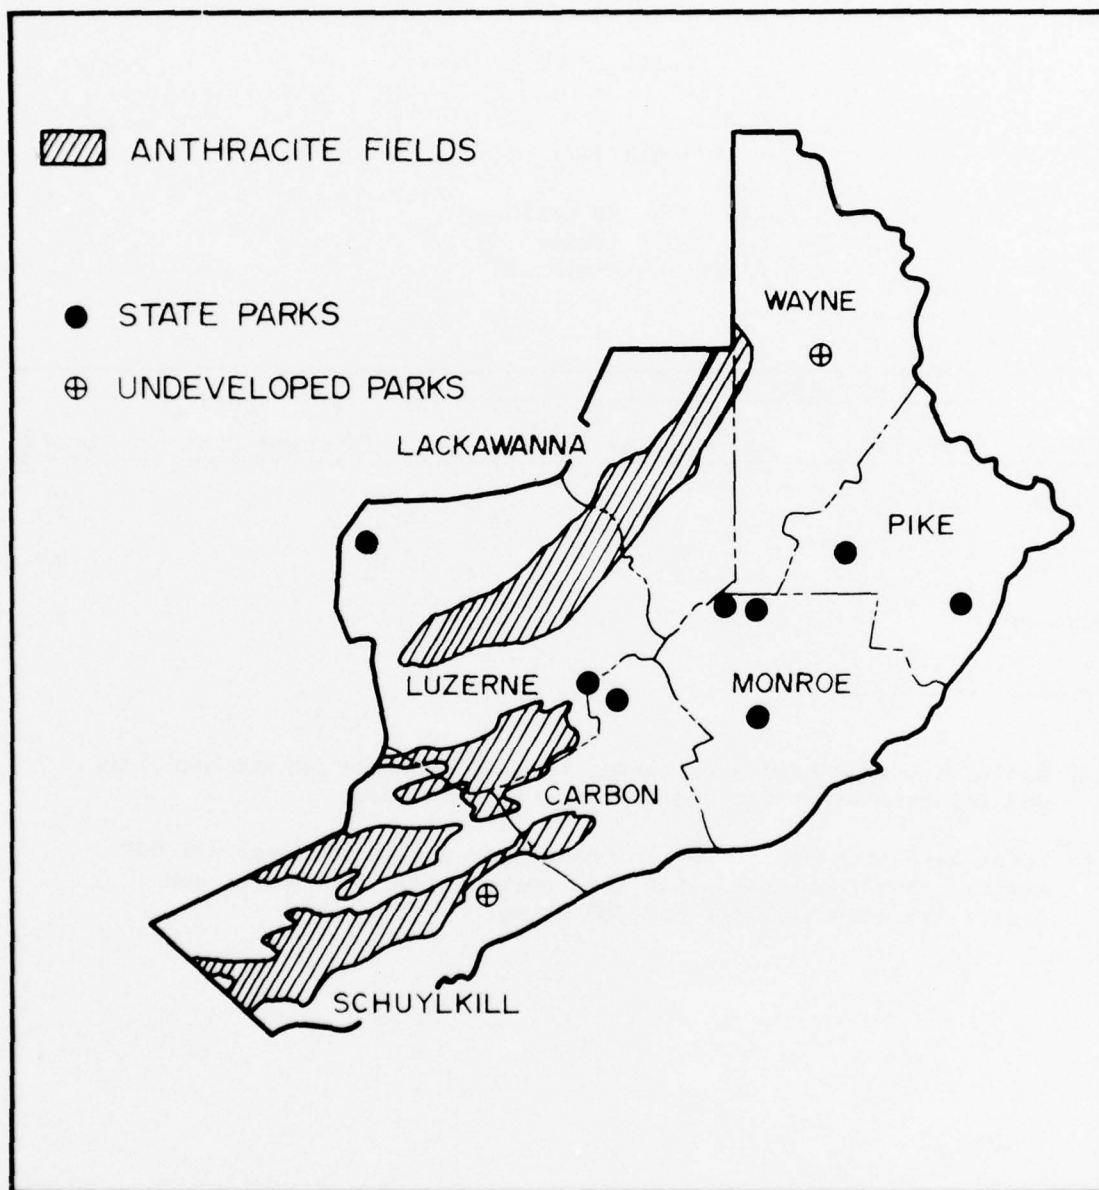 ANTHRACITE FIELDS
STATE PARKS
UNDEVELOPED PARKS
WAYNE
LACKAWANNA
PIKE
LUZERNE
MONROE
CARBON
SCHUYLKILL